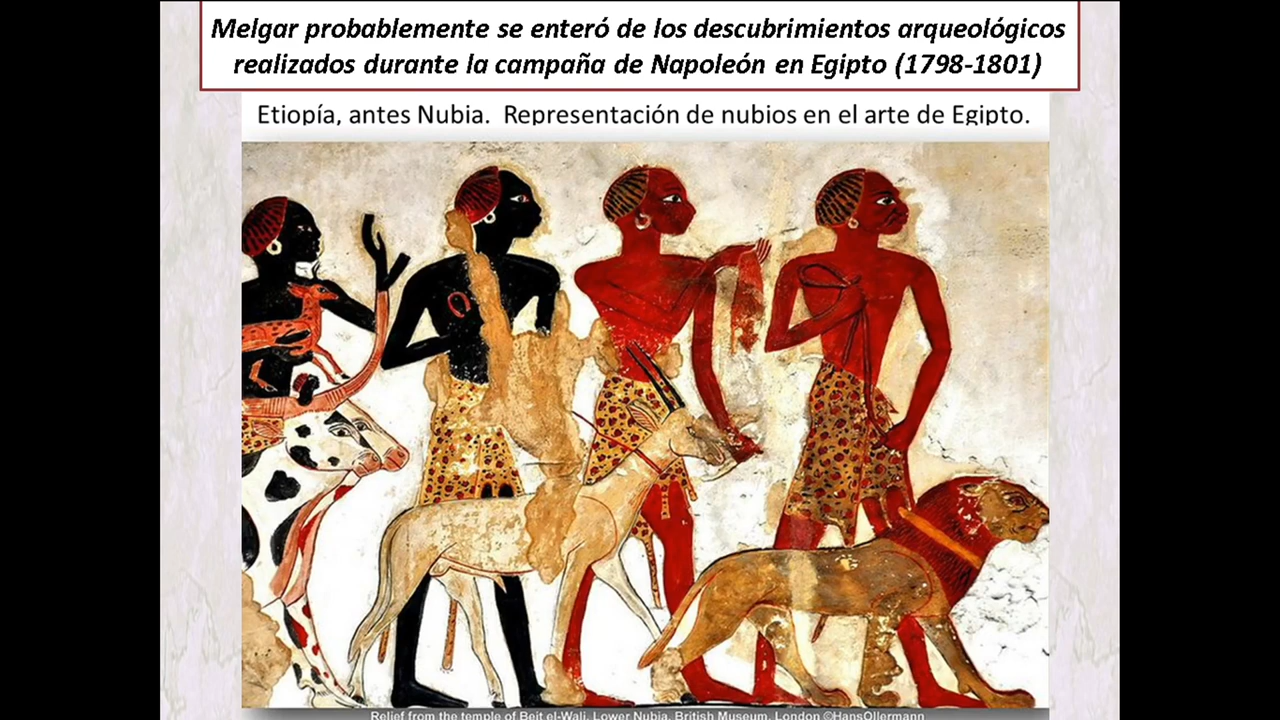 Melgar probablemente se enteró de los descubrimientos arqueológicos
realizados durante la campaña de Napoleón en Egipto (1798-1801)
Etiopía, antes Nubia. Representación de nubios en el arte de Egipto.
Relief from the temple of Beit el-Wali, Lower Nubia, British Museum, London ©HansOllermann